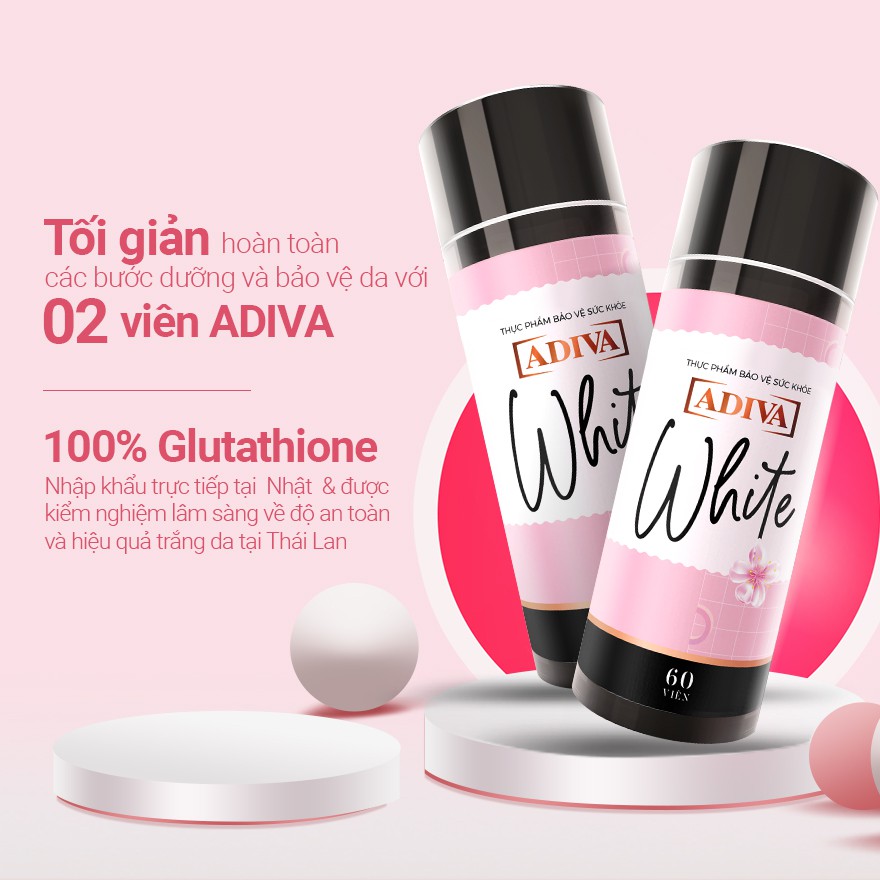 Tối giản hoàn toàn
các bước dưỡng và bảo vệ da với
02 viên ADIVA
100% Glutathione
Nhập khẩu trực tiếp tại Nhật & được
kiểm nghiệm lâm sàng về độ an toàn
và hiệu quả trắng da tại Thái Lan
THỰC PHẨM BẢO VỆ SỨC KHỎE
ADIVA
Whit
THỰC PHẨM BẢO VỆ SỨC KHỎE
ADIVA
White
60
VIÊN